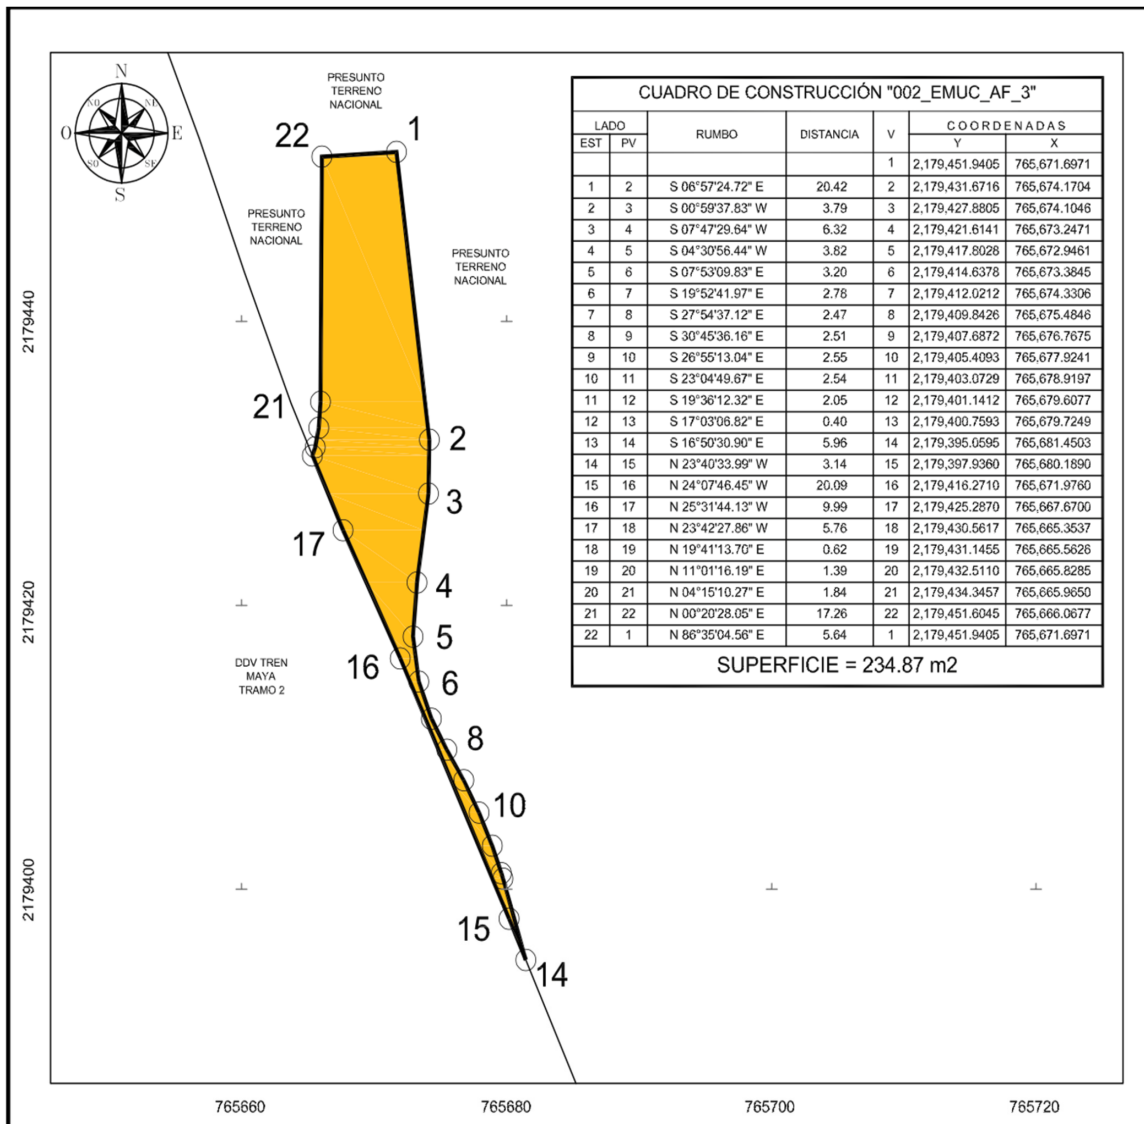 N
NO
NE
O
E
SO
SE
S
PRESUNTO
TERRENO
NACIONAL
22
1
PRESUNTO
TERRENO
NACIONAL
PRESUNTO
TERRENO
NACIONAL
21
2
3
17
4
5
16
6
8
10
15
14
DDV TREN
MAYA
TRAMO 2
2179440
2179420
2179400
765660 765680 765700 765720
CUADRO DE CONSTRUCCIÓN "002_EMUC_AF_3"
LADO RUMBO DISTANCIA V COORDENADAS
EST PV Y X
1 2,179,451.9405 765,671.6971
1 2 S 06°57'24.72" E 20.42 2 2,179,431.6716 765,674.1704
2 3 S 00°59'37.83" W 3.79 3 2,179,427.8805 765,674.1046
3 4 S 07°47'29.64" W 6.32 4 2,179,421.6141 765,673.2471
4 5 S 04°30'56.44" W 3.82 5 2,179,417.8028 765,672.9461
5 6 S 07°53'09.83" E 3.20 6 2,179,414.6378 765,673.3845
6 7 S 19°52'41.97" E 2.78 7 2,179,412.0212 765,674.3306
7 8 S 27°54'37.12" E 2.47 8 2,179,409.8426 765,675.4846
8 9 S 30°45'36.16" E 2.51 9 2,179,407.6872 765,676.7675
9 10 S 26°55'13.04" E 2.55 10 2,179,405.4093 765,677.9241
10 11 S 23°04'49.67" E 2.54 11 2,179,403.0729 765,678.9197
11 12 S 19°36'12.32" E 2.05 12 2,179,401.1412 765,679.6077
12 13 S 17°03'06.82" E 0.40 13 2,179,400.7593 765,679.7249
13 14 S 16°50'30.90" E 5.96 14 2,179,395.0595 765,681.4503
14 15 N 23°40'33.99" W 3.14 15 2,179,397.9360 765,680.1890
15 16 N 24°07'46.45" W 20.09 16 2,179,416.2710 765,671.9760
16 17 N 25°31'44.13" W 9.99 17 2,179,425.2870 765,667.6700
17 18 N 23°42'27.86" W 5.76 18 2,179,430.5617 765,665.3537
18 19 N 19°41'13.70" E 0.62 19 2,179,431.1455 765,665.5626
19 20 N 11°01'16.19" E 1.39 20 2,179,432.5110 765,665.8285
20 21 N 04°15'10.27" E 1.84 21 2,179,434.3457 765,665.9650
21 22 N 00°20'28.05" E 17.26 22 2,179,451.6045 765,666.0677
22 1 N 86°35'04.56" E 5.64 1 2,179,451.9405 765,671.6971
SUPERFICIE = 234.87 m2